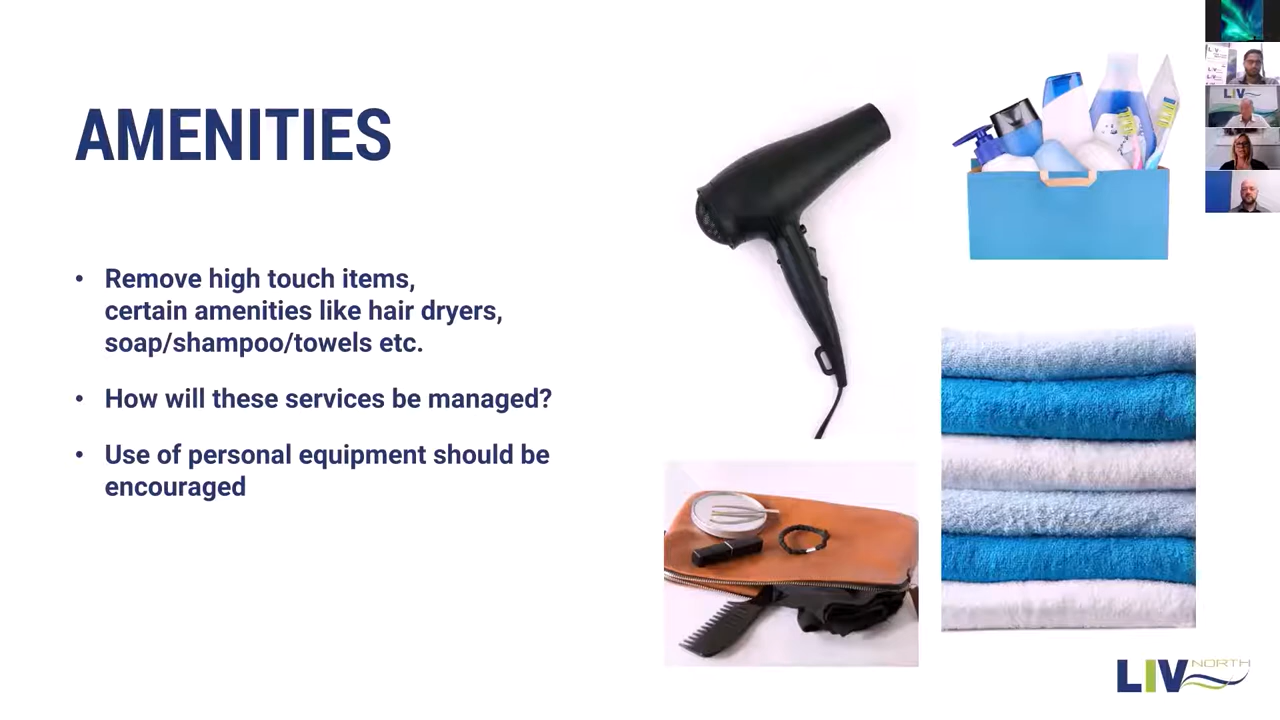 AMENITIES
• Remove high touch items,
certain amenities like hair dryers,
soap/shampoo/towels etc.
• How will these services be managed?
• Use of personal equipment should be
encouraged
LIV
LIV NORTH